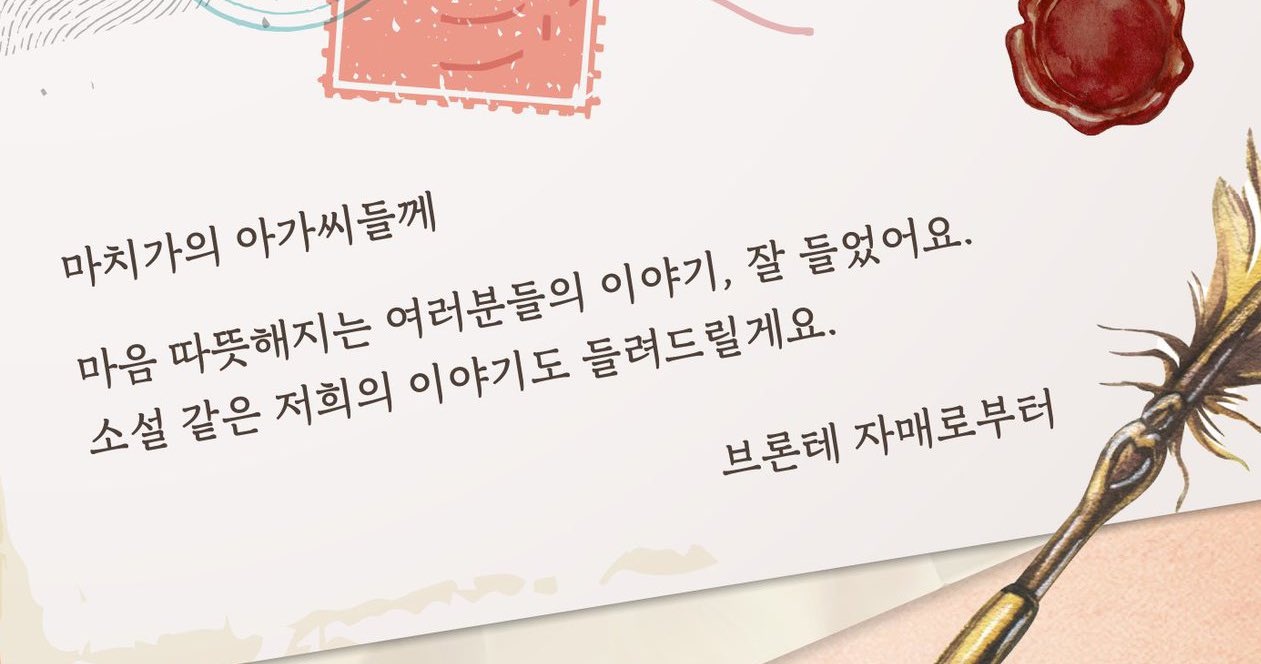 마치가의 아가씨들께
마음 따뜻해지는 여러분들의 이야기, 잘 들었어요.
소설 같은 저희의 이야기도 들려드릴게요.
브론테 자매로부터